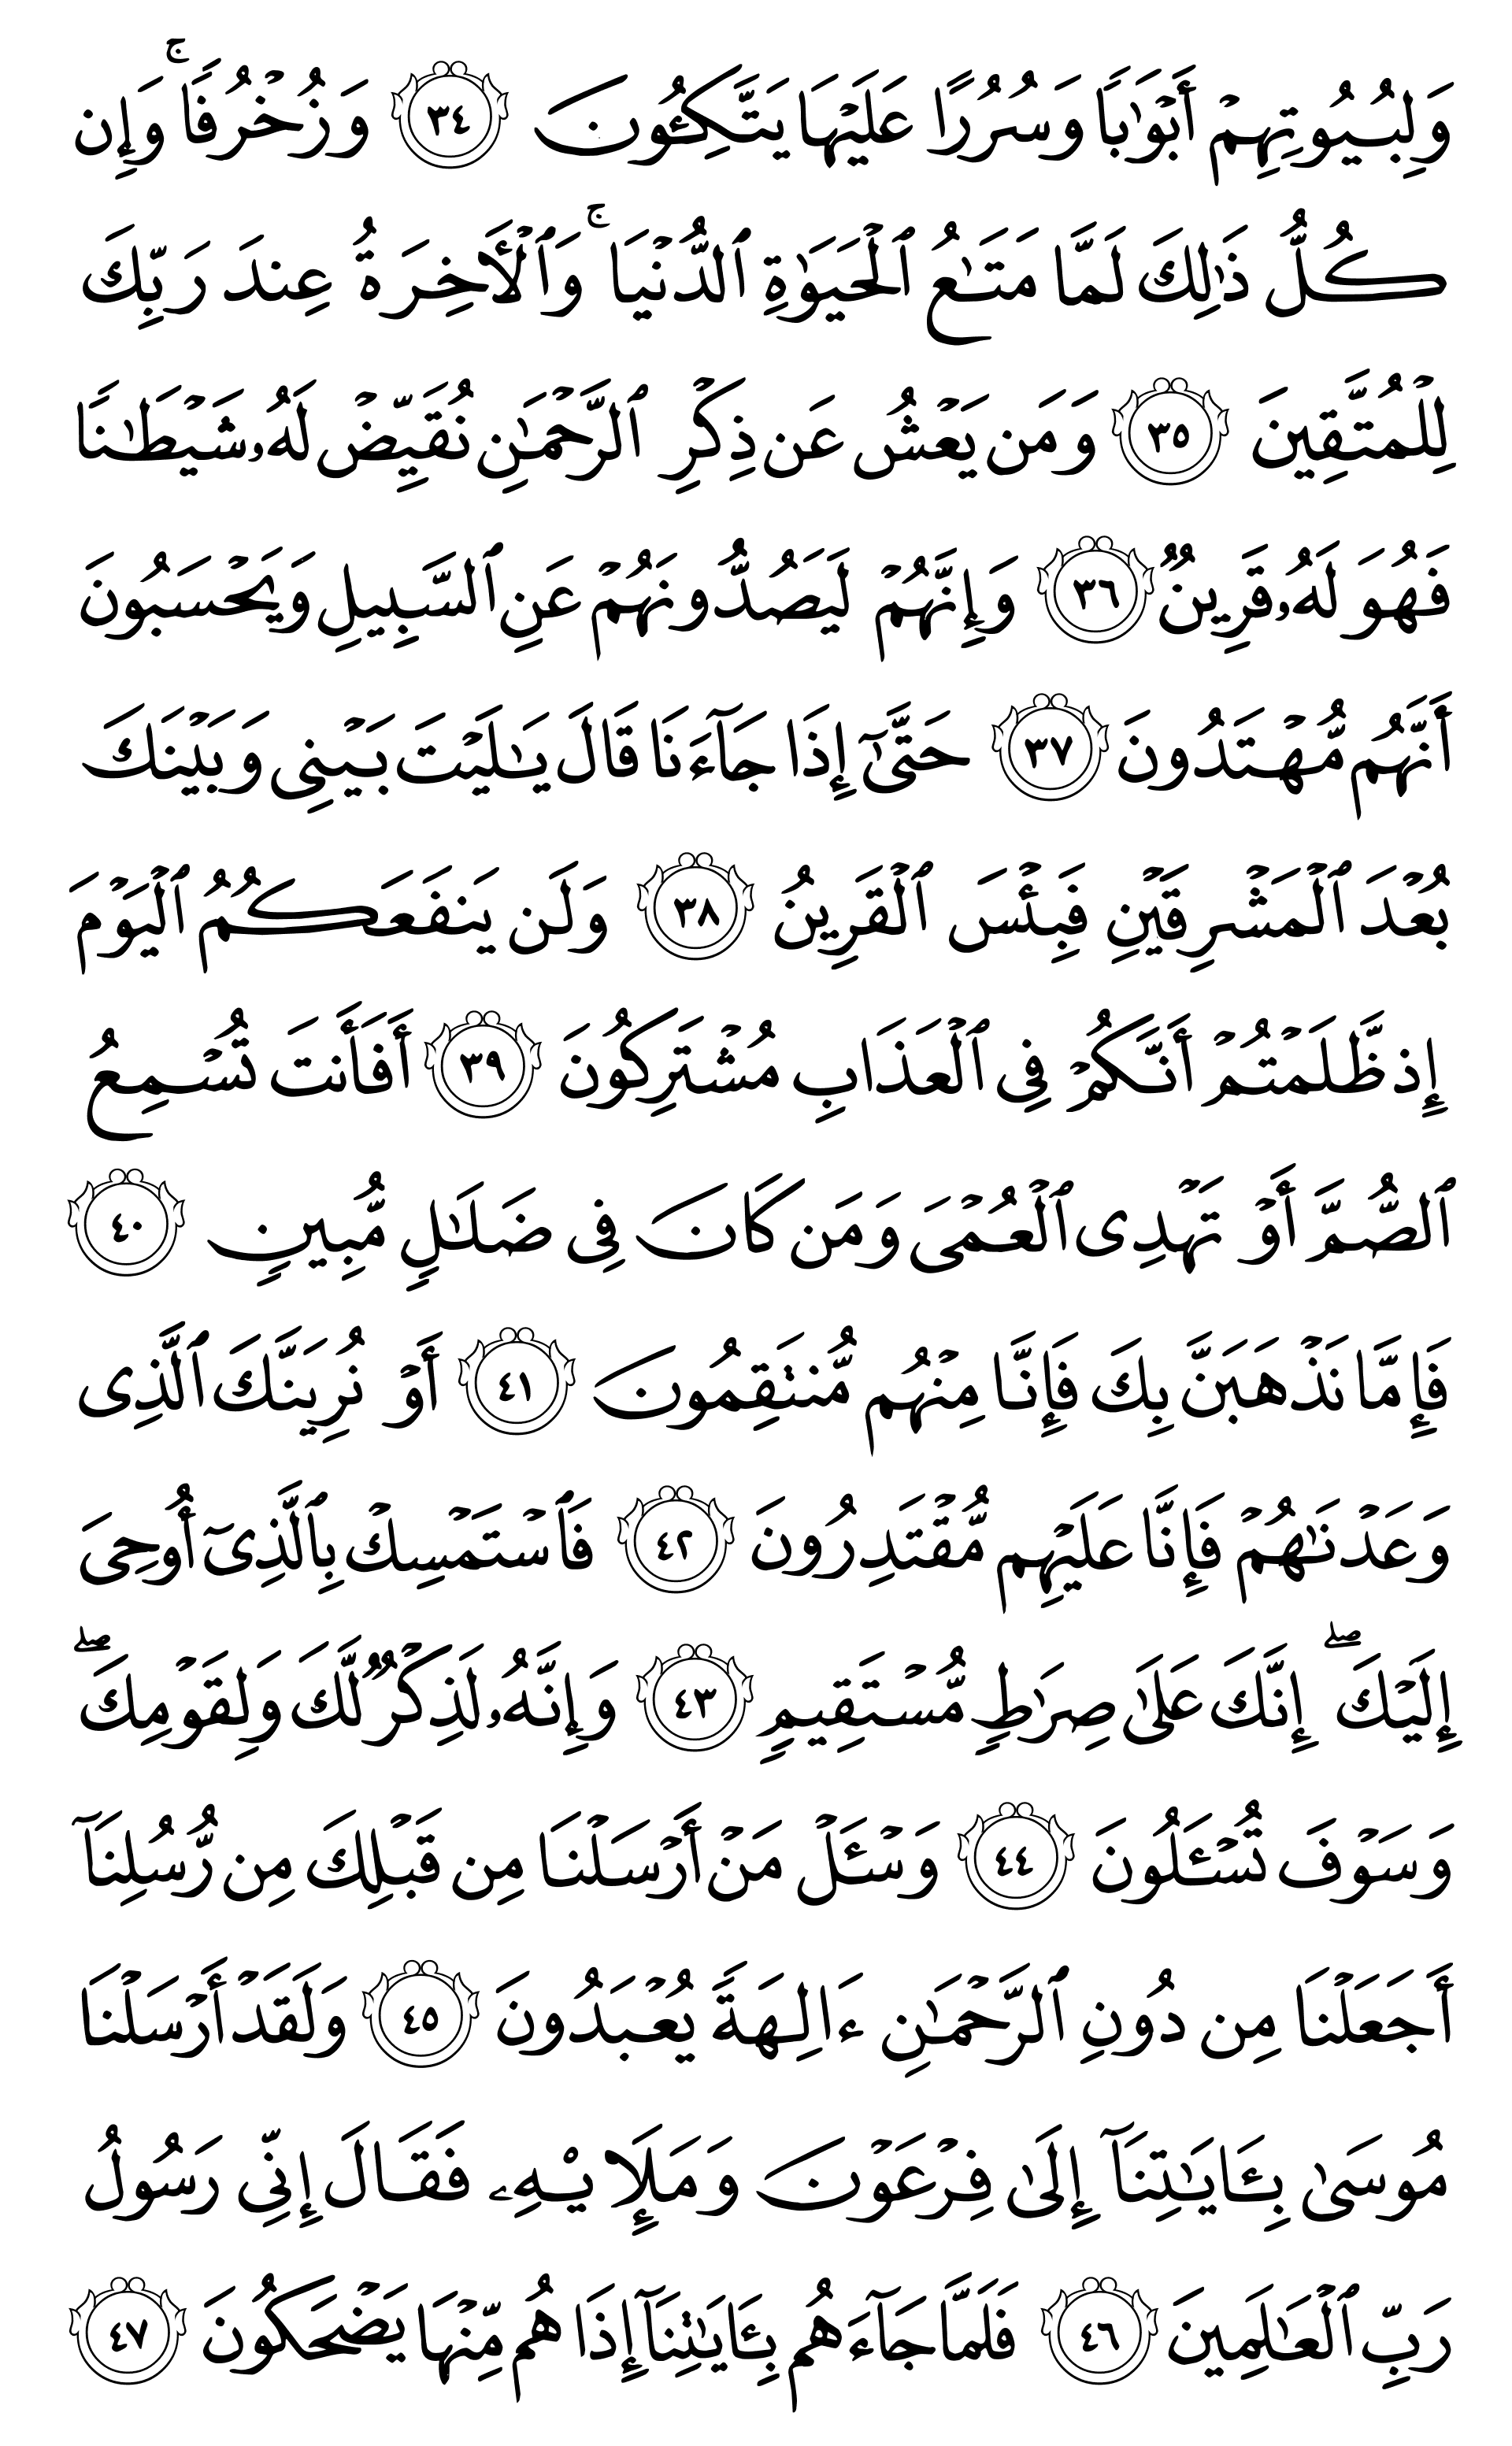 وَلِبُيُوتِهِمۡ أَبۡوَٰبٗا وَسُرُرًا عَلَيۡهَا يَتَّكِـُٔونَ ٣٤ وَزُخۡرُفٗاۚ وَإِن
كُلُّ ذَٰلِكَ لَمَّا مَتَٰعُ ٱلۡحَيَوٰةِ ٱلدُّنۡيَاۚ وَٱلۡأٓخِرَةُ عِندَ رَبِّكَ
لِلۡمُتَّقِينَ ٣٥ وَمَن يَعۡشُ عَن ذِكۡرِ ٱلرَّحۡمَٰنِ نُقَيِّضۡ لَهُۥ شَيۡطَٰنٗا
فَهُوَ لَهُۥ قَرِينٞ ٣٦ وَإِنَّهُمۡ لَيَصُدُّونَهُمۡ عَنِ ٱلسَّبِيلِ وَيَحۡسَبُونَ
أَنَّهُم مُّهۡتَدُونَ ٣٧ حَتَّىٰٓ إِذَا جَآءَنَا قَالَ يَٰلَيۡتَ بَيۡنِي وَبَيۡنَكَ
بُعۡدَ ٱلۡمَشۡرِقَيۡنِ فَبِئۡسَ ٱلۡقَرِينُ ٣٨ وَلَن يَنفَعَكُمُ ٱلۡيَوۡمَ
إِذ ظَّلَمۡتُمۡ أَنَّكُمۡ فِي ٱلۡعَذَابِ مُشۡتَرِكُونَ ٣٩ أَفَأَنتَ تُسۡمِعُ
ٱلصُّمَّ أَوۡ تَهۡدِي ٱلۡعُمۡيَ وَمَن كَانَ فِي ضَلَٰلٖ مُّبِينٖ ٤٠
فَإِمَّا نَذۡهَبَنَّ بِكَ فَإِنَّا مِنۡهُم مُّنتَقِمُونَ ٤١ أَوۡ نُرِيَنَّكَ ٱلَّذِي
وَعَدۡنَٰهُمۡ فَإِنَّا عَلَيۡهِم مُّقۡتَدِرُونَ ٤٢ فَٱسۡتَمۡسِكۡ بِٱلَّذِيٓ أُوحِيَ
إِلَيۡكَۖ إِنَّكَ عَلَىٰ صِرَٰطٖ مُّسۡتَقِيمٖ ٤٣ وَإِنَّهُۥ لَذِكۡرٞ لَّكَ وَلِقَوۡمِكَۖ
وَسَوۡفَ تُسۡـَٔلُونَ ٤٤ وَسۡـَٔلۡ مَنۡ أَرۡسَلۡنَا مِن قَبۡلِكَ مِن رُّسُلِنَآ
أَجَعَلۡنَا مِن دُونِ ٱلرَّحۡمَٰنِ ءَالِهَةٗ يُعۡبَدُونَ ٤٥ وَلَقَدۡ أَرۡسَلۡنَا
مُوسَىٰ بِـَٔايَٰتِنَآ إِلَىٰ فِرۡعَوۡنَ وَمَلَإِيْهِۦ فَقَالَ إِنِّي رَسُولُ
رَبِّ ٱلۡعَٰلَمِينَ ٤٦ فَلَمَّا جَآءَهُم بِـَٔايَٰتِنَآ إِذَا هُم مِّنۡهَا يَضۡحَكُونَ ٤٧